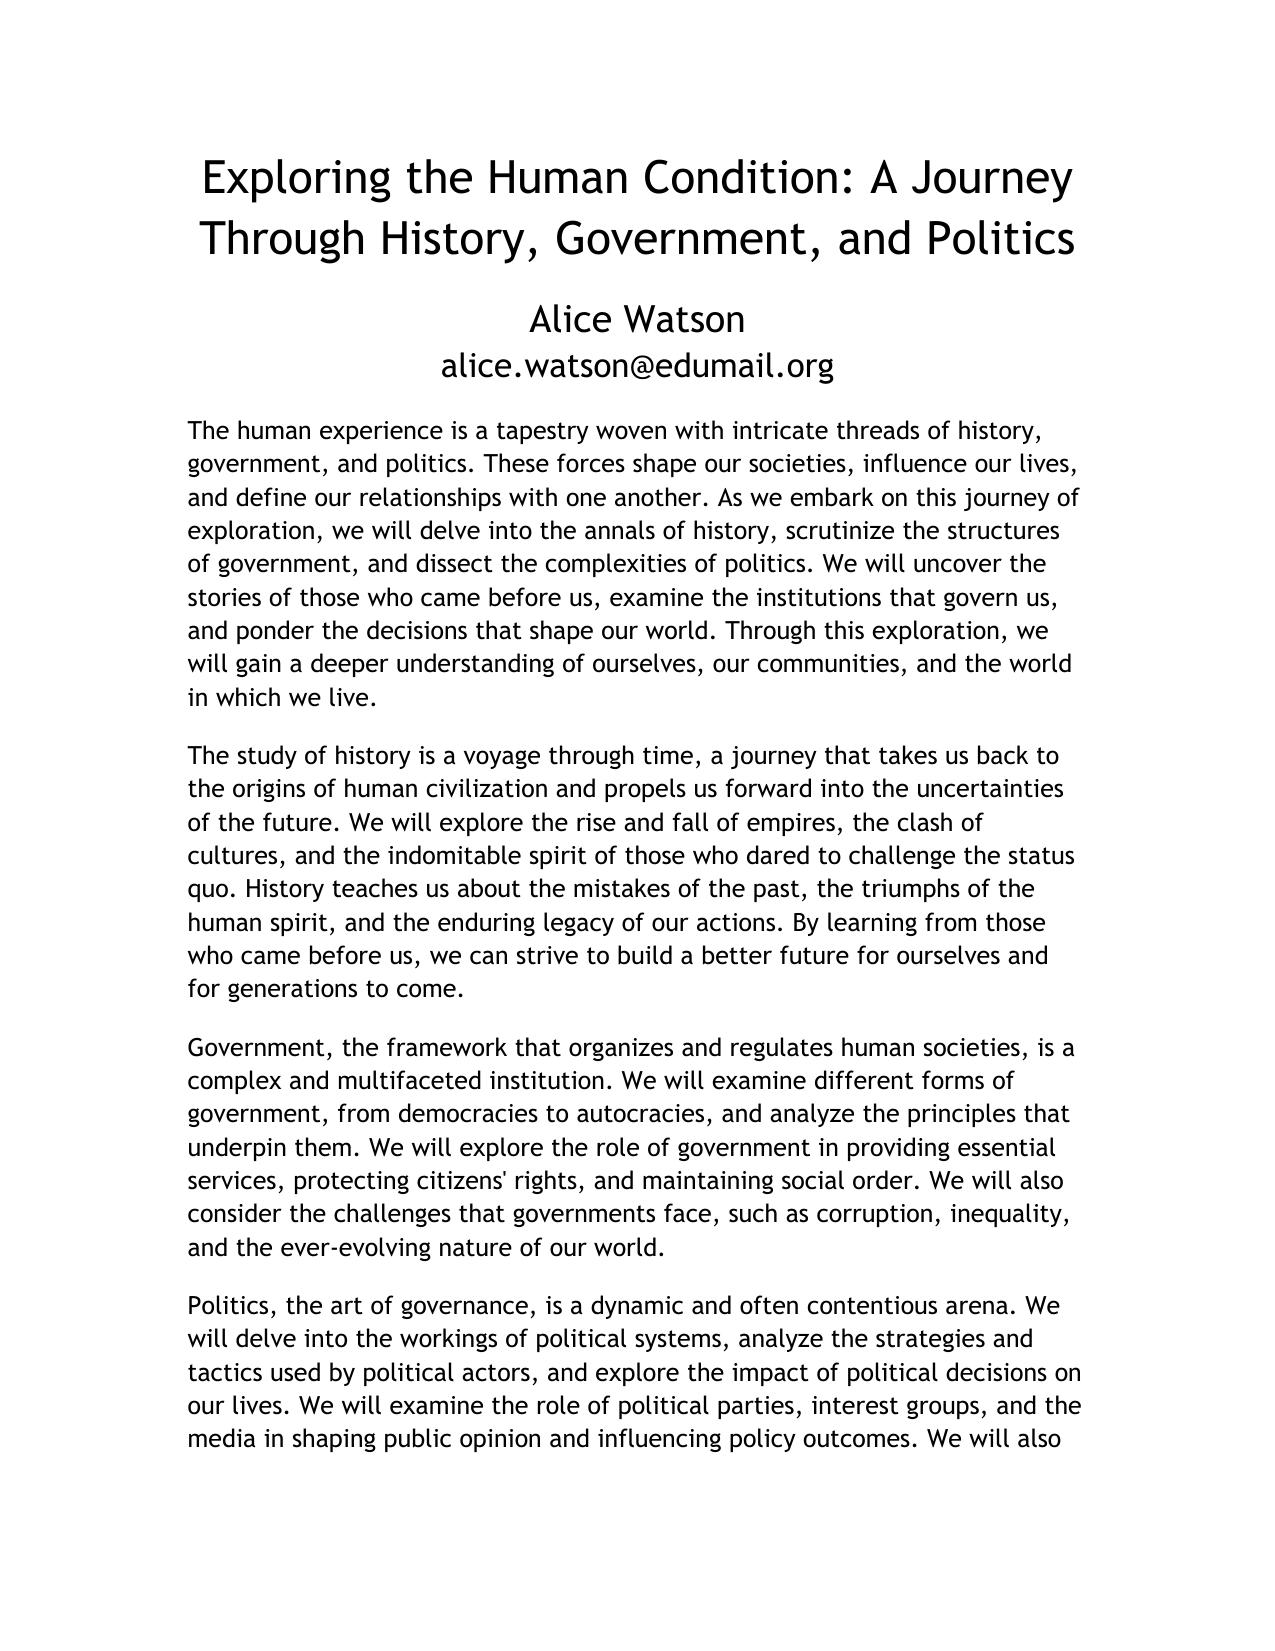 Exploring the Human Condition: A Journey
Through History, Government, and Politics
Alice Watson
alice.watson@edumail.org
The human experience is a tapestry woven with intricate threads of history,
government, and politics. These forces shape our societies, influence our lives,
and define our relationships with one another. As we embark on this journey of
exploration, we will delve into the annals of history, scrutinize the structures
of government, and dissect the complexities of politics. We will uncover the
stories of those who came before us, examine the institutions that govern us,
and ponder the decisions that shape our world. Through this exploration, we
will gain a deeper understanding of ourselves, our communities, and the world
in which we live.
The study of history is a voyage through time, a journey that takes us back to
the origins of human civilization and propels us forward into the uncertainties
of the future. We will explore the rise and fall of empires, the clash of
cultures, and the indomitable spirit of those who dared to challenge the status
quo. History teaches us about the mistakes of the past, the triumphs of the
human spirit, and the enduring legacy of our actions. By learning from those
who came before us, we can strive to build a better future for ourselves and
for generations to come.
Government, the framework that organizes and regulates human societies, is a
complex and multifaceted institution. We will examine different forms of
government, from democracies to autocracies, and analyze the principles that
underpin them. We will explore the role of government in providing essential
services, protecting citizens' rights, and maintaining social order. We will also
consider the challenges that governments face, such as corruption, inequality,
and the ever-evolving nature of our world.
Politics, the art of governance, is a dynamic and often contentious arena. We
will delve into the workings of political systems, analyze the strategies and
tactics used by political actors, and explore the impact of political decisions on
our lives. We will examine the role of political parties, interest groups, and the
media in shaping public opinion and influencing policy outcomes. We will also